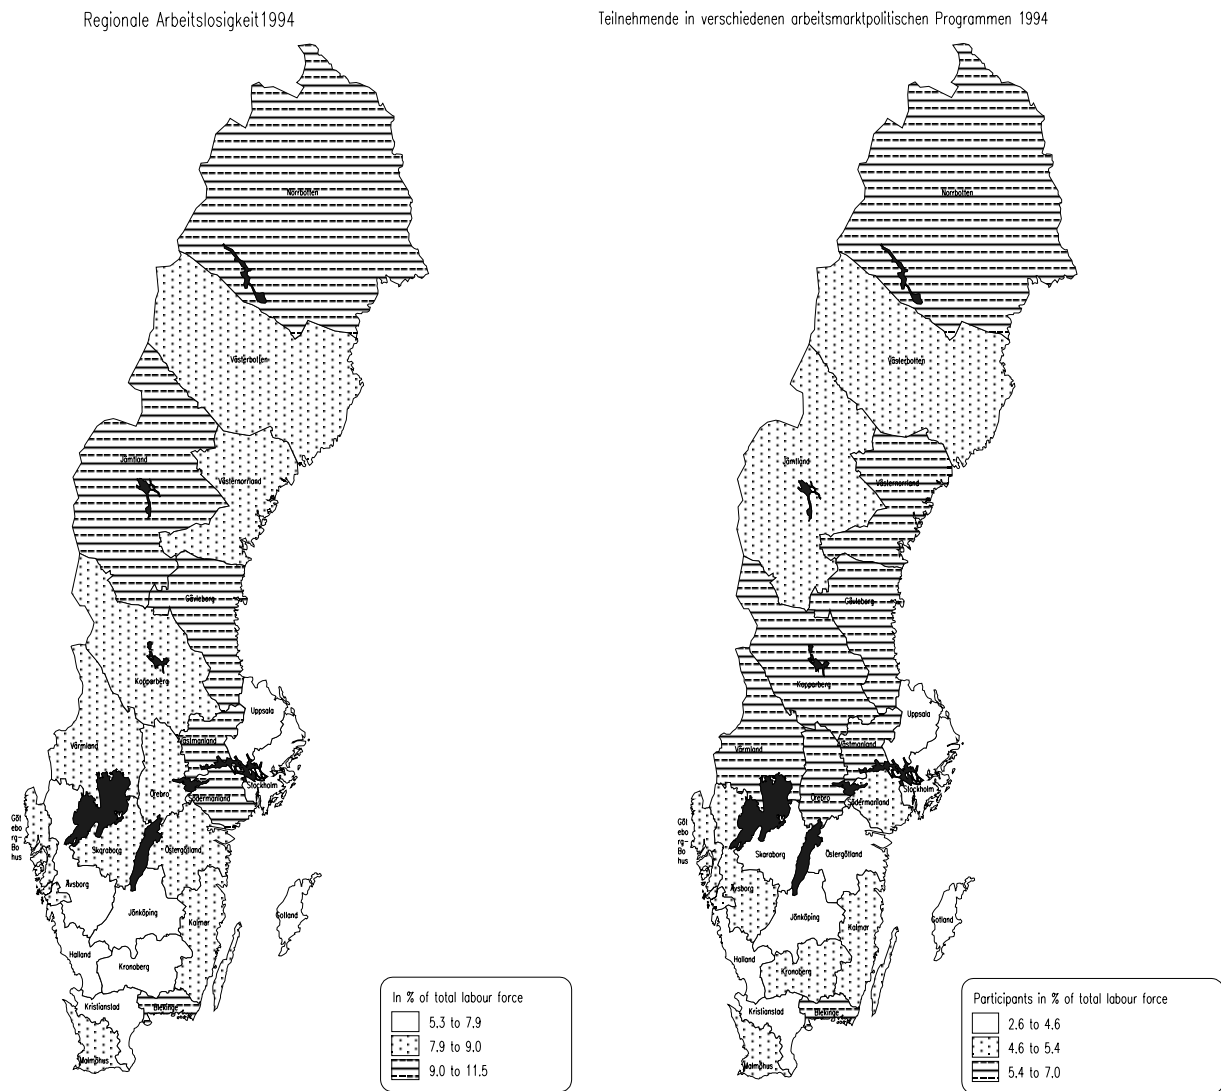 Regionale Arbeitslosigkeit1994
Norrbotten
Västerbotten
Jämtland
Västernorrland
Gävleborg
Kopparberg
Uppsala
Värmland
Västmanland
Stockholm
Örebro
Södermanland
Göt
ebo
rg-
Bo
hus
Skaraborg
Östergötland
Älvsborg
Jönköping
Gotland
Kalmar
Halland
Kronoberg
Kristianstad
Blekinge
Malmöhus
In % of total labour force
5.3 to 7.9
7.9 to 9.0
9.0 to 11.5
Teilnehmende in verschiedenen arbeitsmarktpolitischen Programmen 1994
Norrbotten
Västerbotten
Jämtland
Västernorrland
Gävleborg
Kopparberg
Uppsala
Värmland
Västmanland
Stockholm
Örebro
Södermanland
Göt
ebo
rg-
Bo
hus
Skaraborg
Östergötland
Älvsborg
Jönköping
Gotland
Kalmar
Halland
Kronoberg
Kristianstad
Blekinge
Malmöhus
Participants in % of total labour force
2.6 to 4.6
4.6 to 5.4
5.4 to 7.0